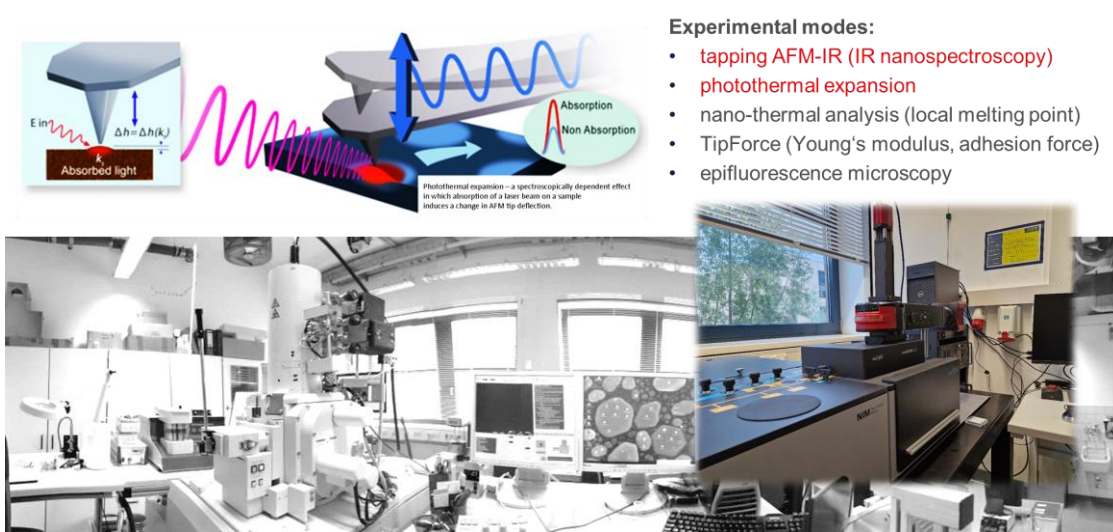 Experimental modes:
• tapping AFM-IR (IR nanospectroscopy)
• photothermal expansion
• nano-thermal analysis (local melting point)
• TipForce (Young‘s modulus, adhesion force)
• epifluorescence microscopy
E in
Δh=Δh(kᵣ)
kᵣ
Absorbed light
Absorption
Non Absorption
Photothermal expansion – a spectroscopically dependent effect
in which absorption of a laser beam on a sample
induces a change in AFM tip deflection.